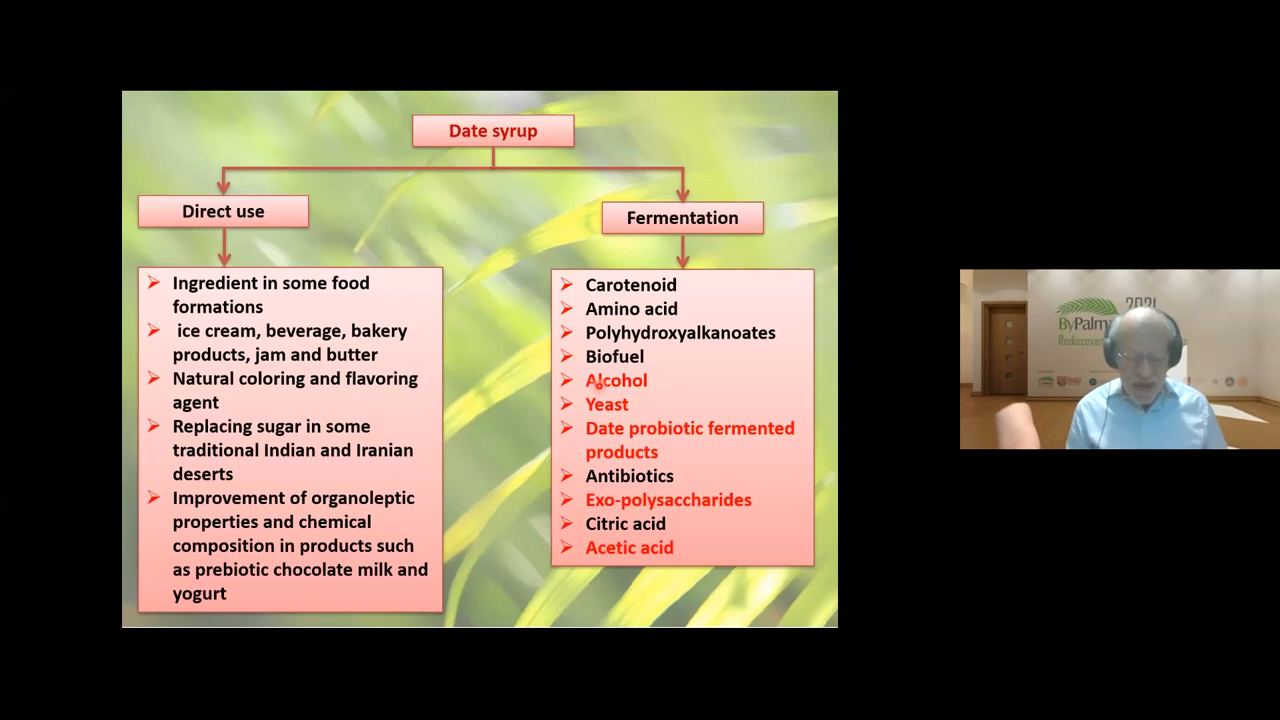 Date syrup
Direct use
Ingredient in some food
formations
ice cream, beverage, bakery
products, jam and butter
Natural coloring and flavoring
agent
Replacing sugar in some
traditional Indian and Iranian
deserts
Improvement of organoleptic
properties and chemical
composition in products such
as prebiotic chocolate milk and
yogurt
Fermentation
Carotenoid
Amino acid
Polyhydroxyalkanoates
Biofuel
Alcohol
Yeast
Date probiotic fermented
products
Antibiotics
Exo-polysaccharides
Citric acid
Acetic acid
2021